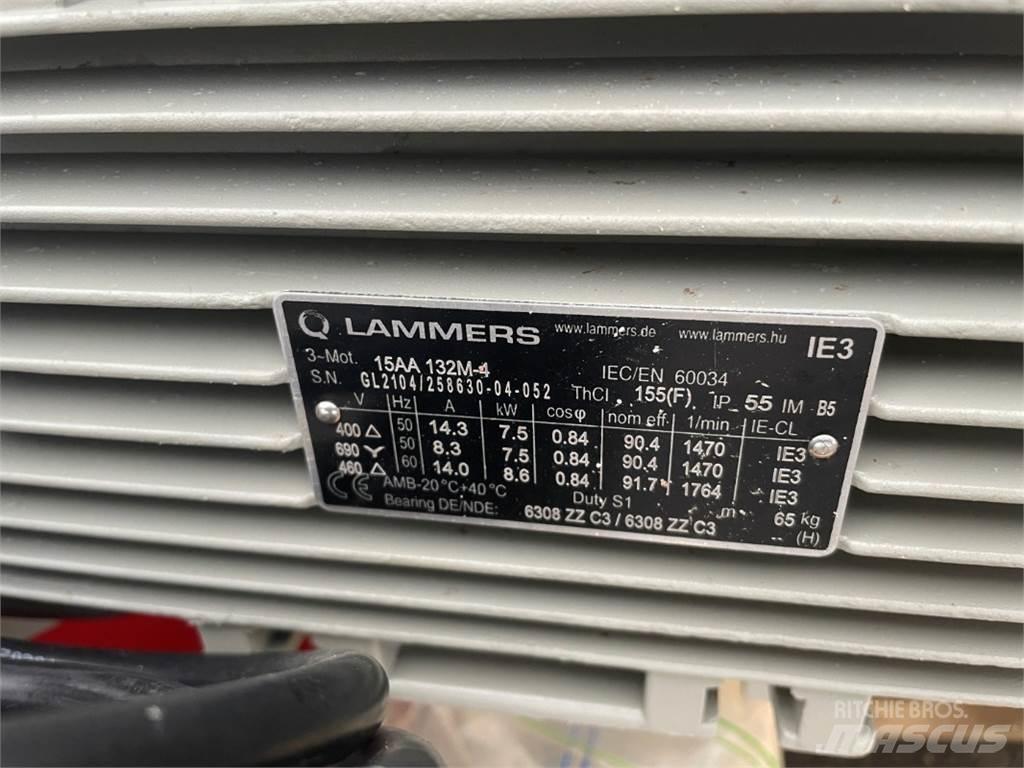 LAMMERS www.lammers.de www.lammers.hu IE3
3~Mot. 15AA 132M-4 IEC/EN 60034
S.N. GL2104/258630-04-052 ThCl. 155(F) IP 55 IM B5
V Hz A kW cosφ nom eff. 1/min IE-CL
400 △ 50 14.3 7.5 0.84 90.4 1470 IE3
690 Y 50 8.3 7.5 0.84 90.4 1470 IE3
460 △ 60 14.0 8.6 0.84 91.7 1764 IE3
CE AMB-20°C+40°C Duty S1 m 65 kg
Bearing DE/NDE: 6308 ZZ C3 / 6308 ZZ C3 -- (H)
RITCHIE BROS.
MASCUS